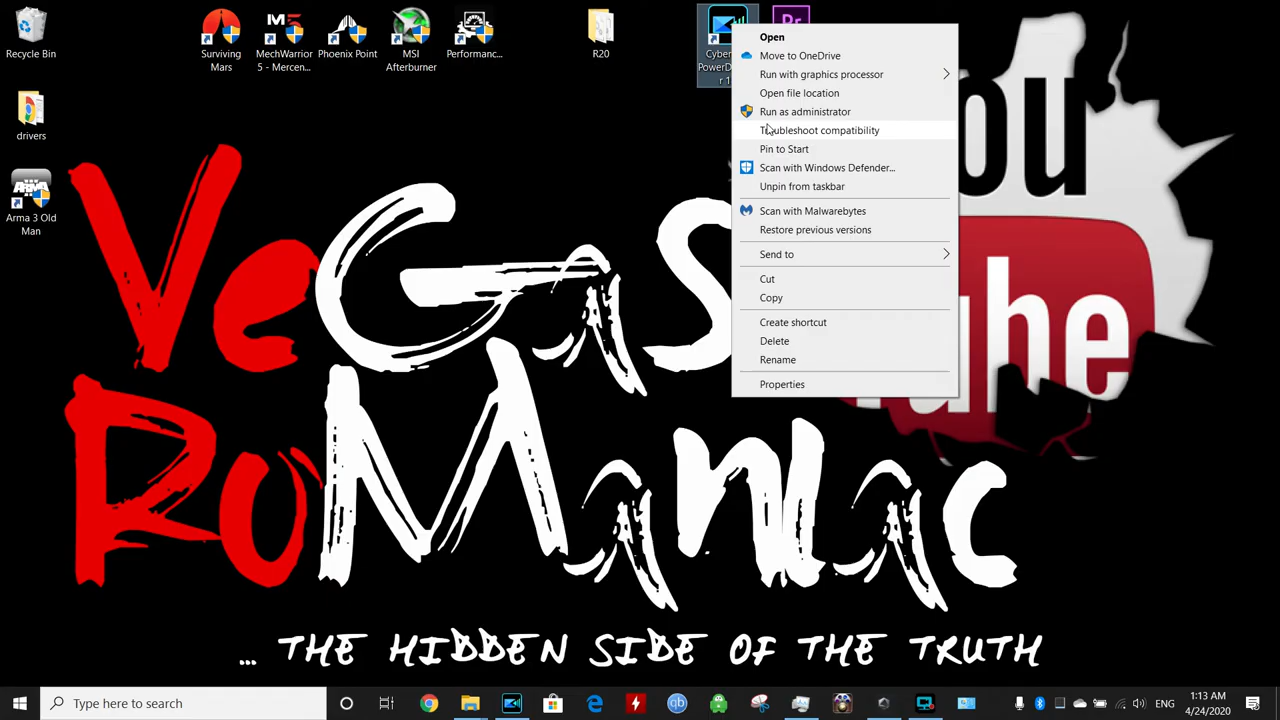 Recycle Bin
Surviving Mars
MechWarrior 5 - Mercen...
Phoenix Point
MSI Afterburner
Performanc...
R20
Pr
drivers
Arma 3 Old Man
Open
Move to OneDrive
Run with graphics processor
Open file location
Run as administrator
Troubleshoot compatibility
Pin to Start
Scan with Windows Defender...
Unpin from taskbar
Scan with Malwarebytes
Restore previous versions
Send to
Cut
Copy
Create shortcut
Delete
Rename
Properties
VeGas
RoManiac
... THE HIDDEN SIDE OF THE TRUTH
Type here to search
ENG
1:13 AM
4/24/2020